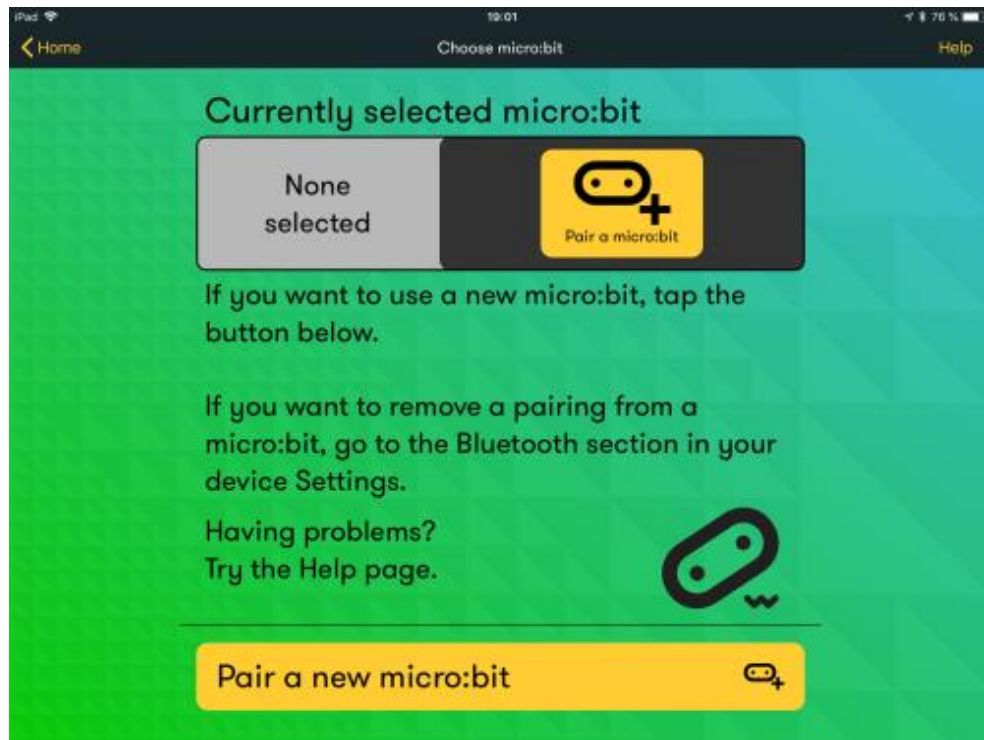 iPad 19:01 76 %
Home Choose micro:bit Help
Currently selected micro:bit
None
selected
Pair a micro:bit
If you want to use a new micro:bit, tap the
button below.
If you want to remove a pairing from a
micro:bit, go to the Bluetooth section in your
device Settings.
Having problems?
Try the Help page.
Pair a new micro:bit